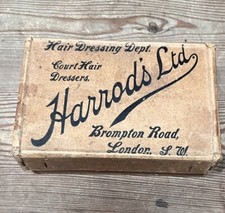 Hair Dressing Dept.
Court Hair
Dressers.
Harrod's Ltd
Brompton Road,
London, S. W.